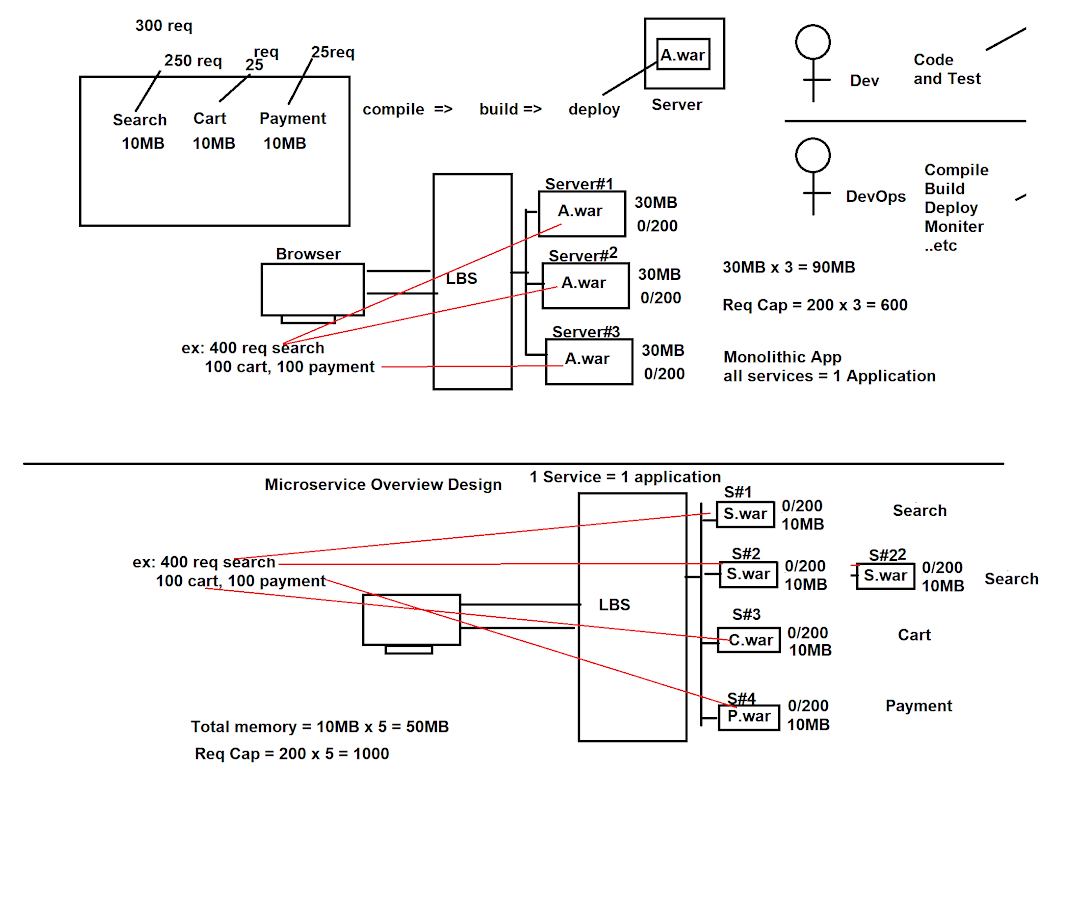 300 req
250 req
req
25
25req
Search
Cart
Payment
10MB
10MB
10MB
compile =>
build =>
deploy
A.war
Server
Dev
Code
and Test
DevOps
Compile
Build
Deploy
Moniter
..etc
Browser
LBS
Server#1
A.war
30MB
0/200
Server#2
A.war
30MB
0/200
Server#3
A.war
30MB
0/200
30MB x 3 = 90MB
Req Cap = 200 x 3 = 600
Monolithic App
all services = 1 Application
ex: 400 req search
100 cart, 100 payment
Microservice Overview Design
1 Service = 1 application
ex: 400 req search
100 cart, 100 payment
LBS
S#1
S.war
0/200
10MB
Search
S#2
S.war
0/200
10MB
S#22
S.war
0/200
10MB
Search
S#3
C.war
0/200
10MB
Cart
S#4
P.war
0/200
10MB
Payment
Total memory = 10MB x 5 = 50MB
Req Cap = 200 x 5 = 1000